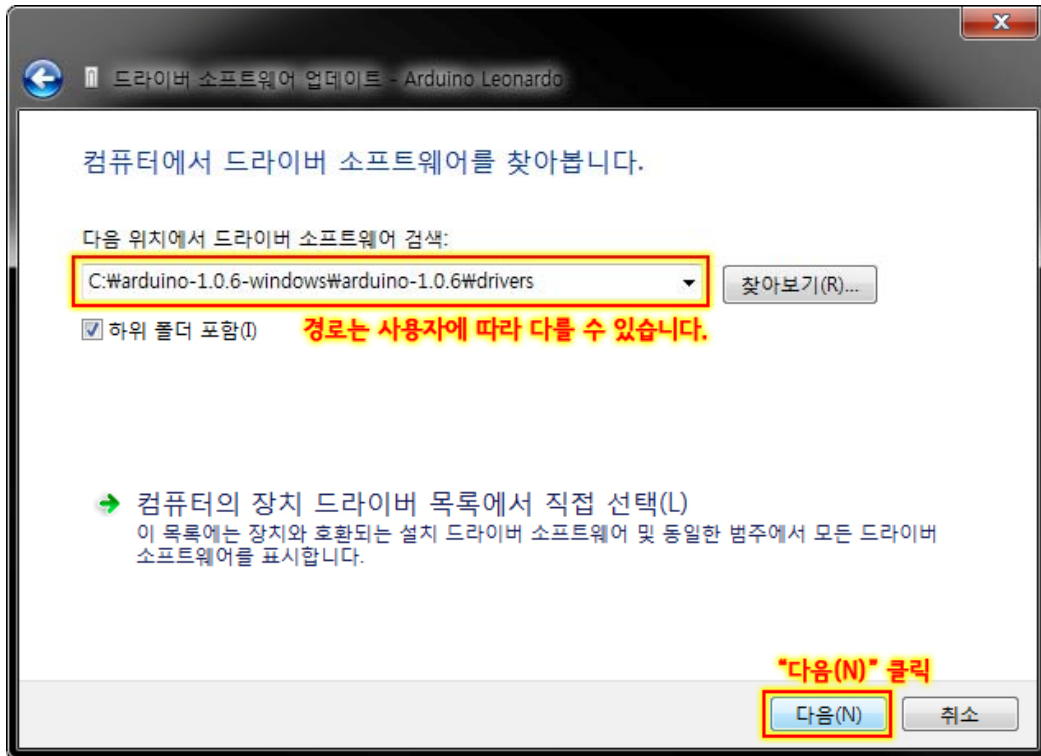 드라이버 소프트웨어 업데이트 - Arduino Leonardo
컴퓨터에서 드라이버 소프트웨어를 찾아봅니다.
다음 위치에서 드라이버 소프트웨어 검색:
C:₩arduino-1.0.6-windows₩arduino-1.0.6₩drivers
찾아보기(R)...
하위 폴더 포함(I)
경로는 사용자에 따라 다를 수 있습니다.
컴퓨터의 장치 드라이버 목록에서 직접 선택(L)
이 목록에는 장치와 호환되는 설치 드라이버 소프트웨어 및 동일한 범주에서 모든 드라이버
소프트웨어를 표시합니다.
"다음(N)" 클릭
다음(N)
취소